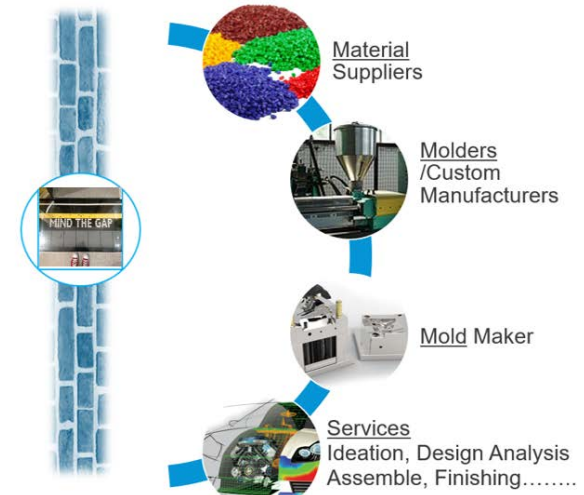 Material
Suppliers
Molders
/Custom
Manufacturers
MIND THE GAP
Mold Maker
Services
Ideation, Design Analysis
Assemble, Finishing……..